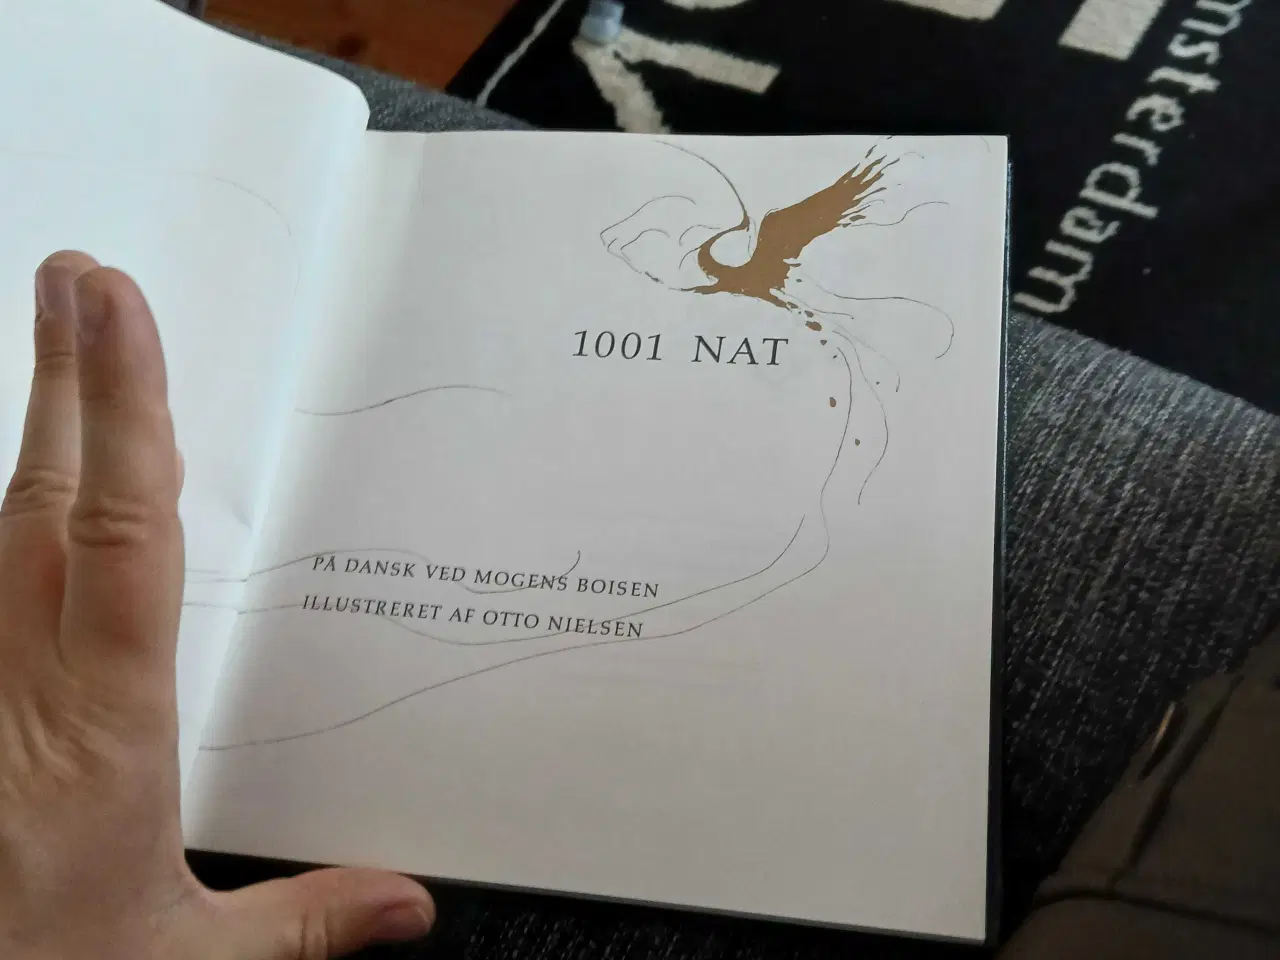 1001 NAT
PÅ DANSK VED MOGENS BOISEN
ILLUSTRERET AF OTTO NIELSEN
msterdam